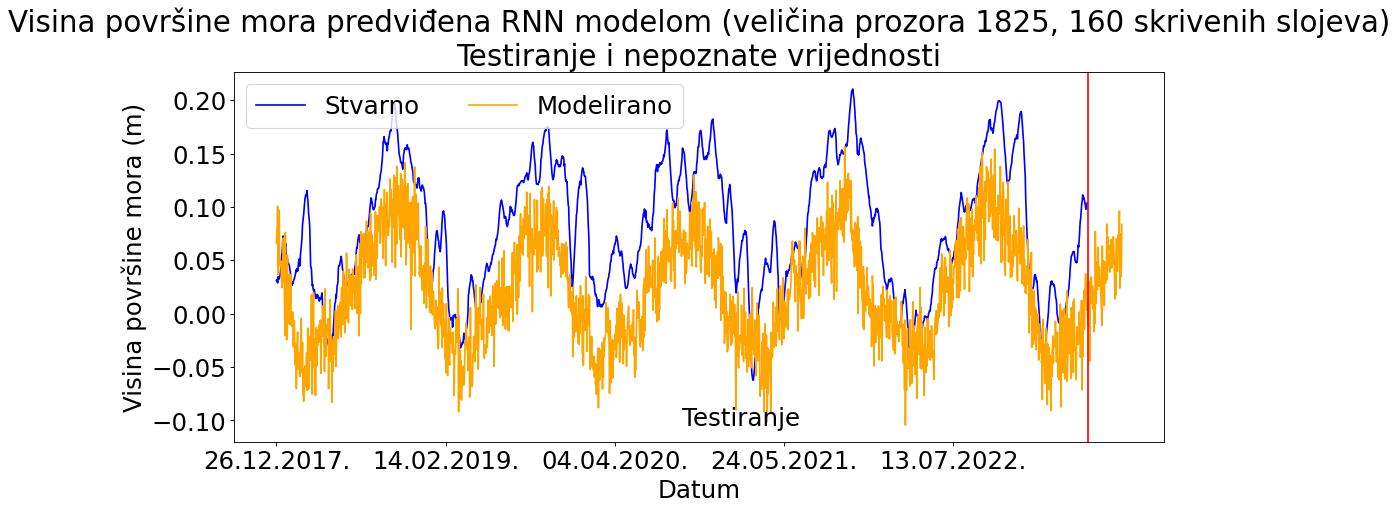 Visina površine mora predviđena RNN modelom (veličina prozora 1825, 160 skrivenih slojeva)
Testiranje i nepoznate vrijednosti
Stvarno
Modelirano
Visina površine mora (m)
0.20
0.15
0.10
0.05
0.00
−0.05
−0.10
Testiranje
26.12.2017.
14.02.2019.
04.04.2020.
24.05.2021.
13.07.2022.
Datum